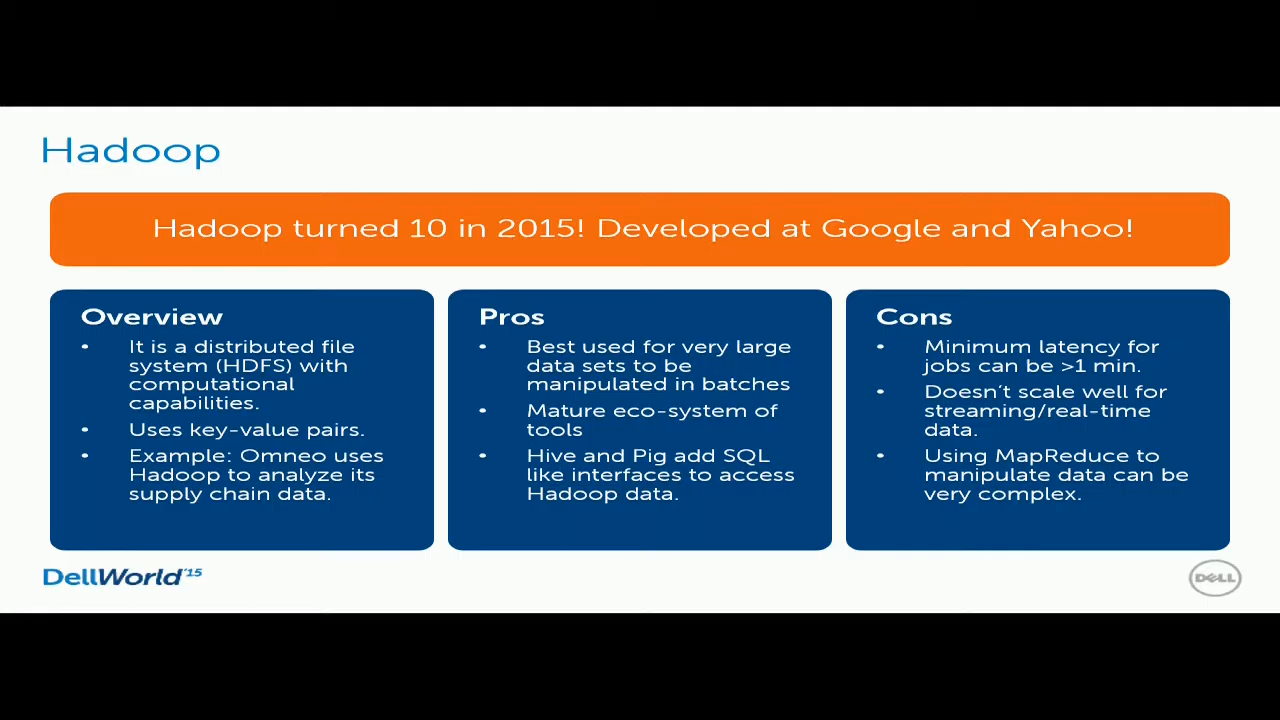 Hadoop
Hadoop turned 10 in 2015! Developed at Google and Yahoo!
Overview
• It is a distributed file
system (HDFS) with
computational
capabilities.
• Uses key-value pairs.
• Example: Omneo uses
Hadoop to analyze its
supply chain data.
Pros
• Best used for very large
data sets to be
manipulated in batches
• Mature eco-system of
tools
• Hive and Pig add SQL
like interfaces to access
Hadoop data.
Cons
• Minimum latency for
jobs can be >1 min.
• Doesn't scale well for
streaming/real-time
data.
• Using MapReduce to
manipulate data can be
very complex.
DellWorld'15
DELL